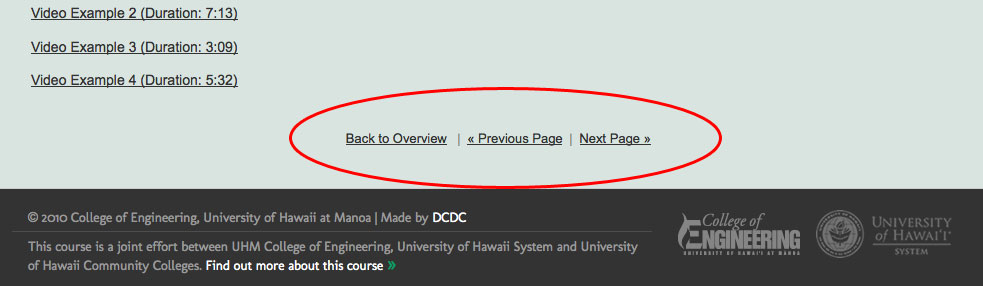 Video Example 2 (Duration: 7:13)
Video Example 3 (Duration: 3:09)
Video Example 4 (Duration: 5:32)
Back to Overview | « Previous Page | Next Page »
© 2010 College of Engineering, University of Hawaii at Manoa | Made by DCDC
This course is a joint effort between UHM College of Engineering, University of Hawaii System and University
of Hawaii Community Colleges. Find out more about this course »
College of
ENGINEERING
UNIVERSITY OF HAWAI'I AT MANOA
UNIVERSITY
of HAWAI'I®
SYSTEM